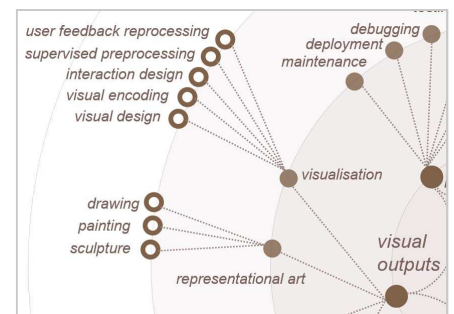 user feedback reprocessing
supervised preprocessing
interaction design
visual encoding
visual design
debugging
deployment
maintenance
visualisation
drawing
painting
sculpture
representational art
visual
outputs